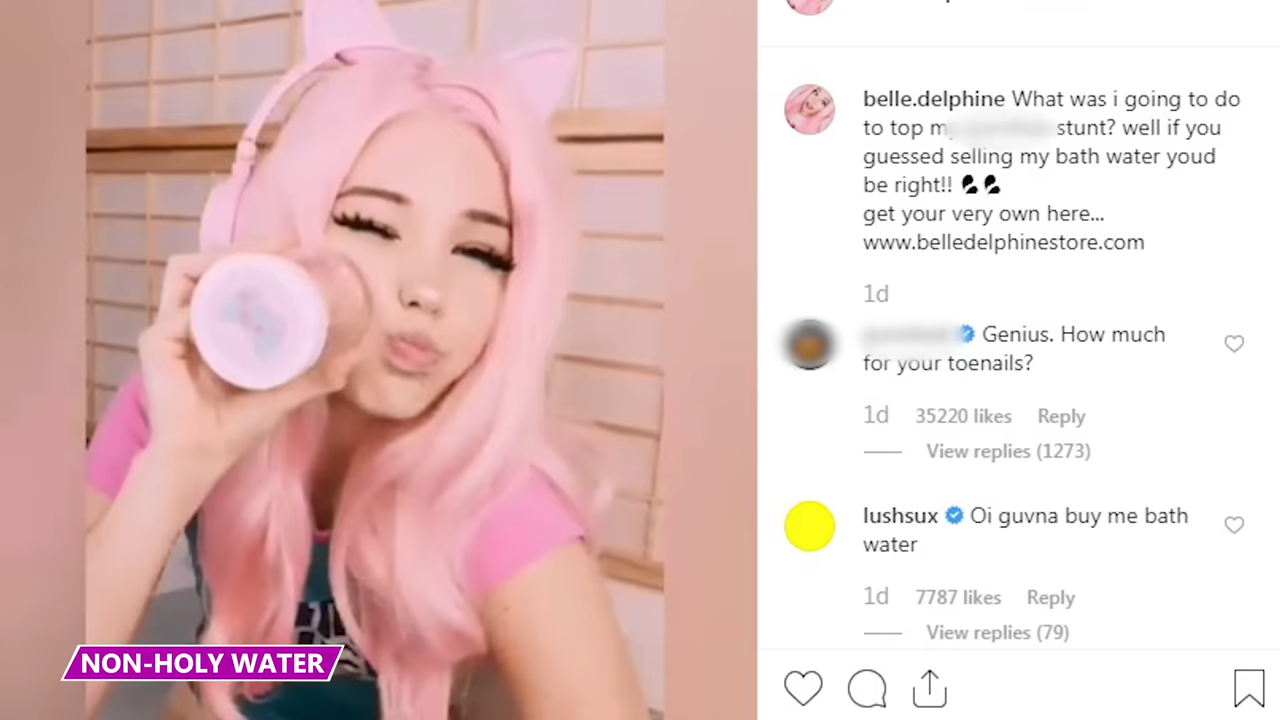 belle.delphine What was i going to do
to top my stunt? well if you
guessed selling my bath water youd
be right!!
get your very own here...
www.belledelphinestore.com
1d
Genius. How much
for your toenails?
1d 35220 likes Reply
View replies (1273)
lushsux Oi guvna buy me bath
water
1d 7787 likes Reply
View replies (79)
NON-HOLY WATER